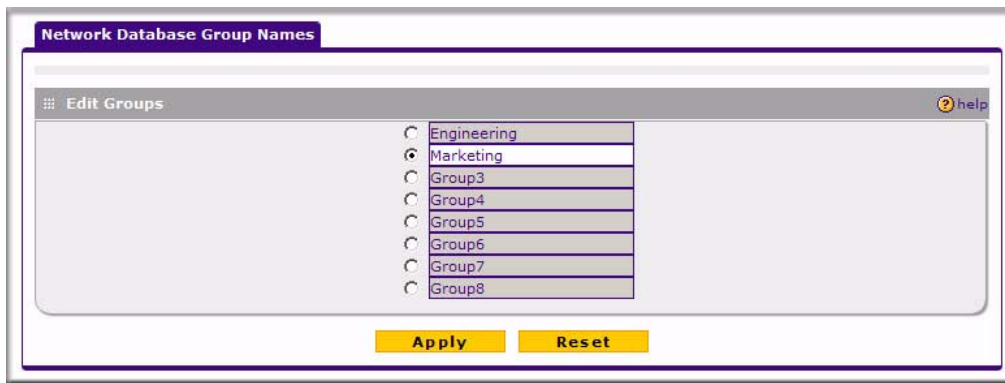 Network Database Group Names
Edit Groups
help
Engineering
Marketing
Group3
Group4
Group5
Group6
Group7
Group8
Apply
Reset